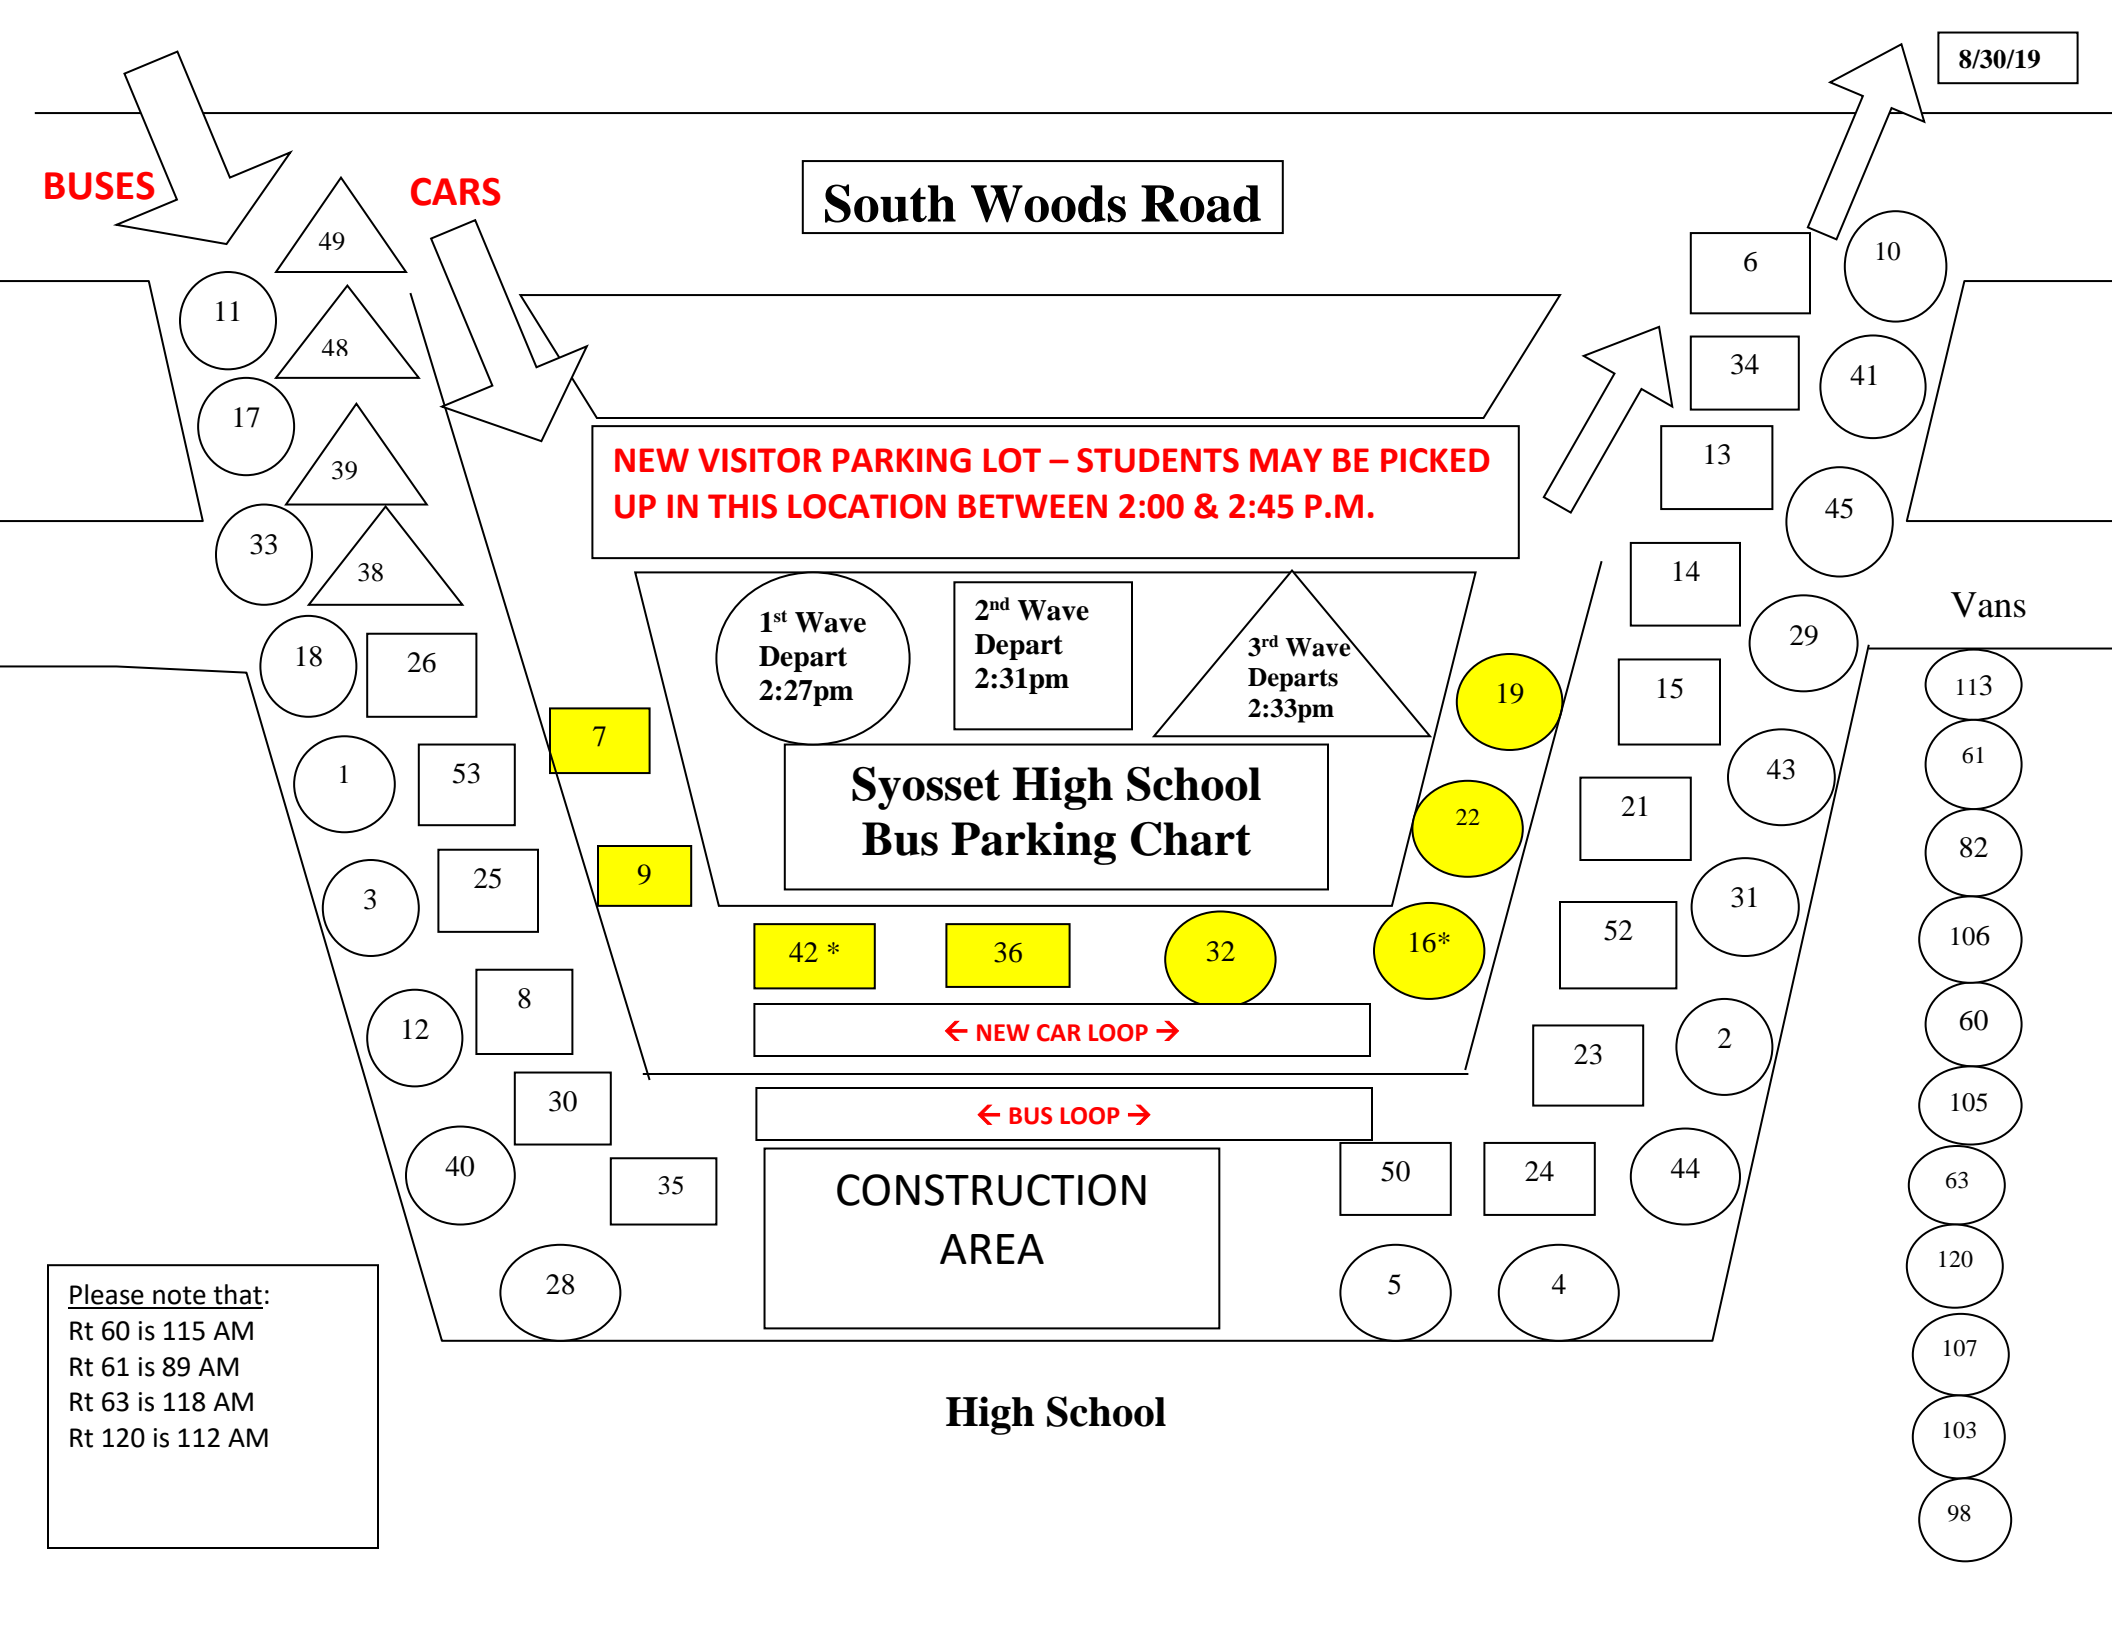 8/30/19
BUSES
CARS
South Woods Road
49
11
48
17
39
33
38
18
26
1
53
3
25
12
8
30
40
35
28
6
10
34
41
13
45
14
29
15
43
21
31
52
2
23
50
24
44
5
4
NEW VISITOR PARKING LOT – STUDENTS MAY BE PICKED
UP IN THIS LOCATION BETWEEN 2:00 & 2:45 P.M.
1st Wave
Depart
2:27pm
2nd Wave
Depart
2:31pm
3rd Wave
Departs
2:33pm
Syosset High School
Bus Parking Chart
7
9
42 *
36
32
16*
22
19
← NEW CAR LOOP →
← BUS LOOP →
CONSTRUCTION
AREA
High School
Vans
113
61
82
106
60
105
63
120
107
103
98
Please note that:
Rt 60 is 115 AM
Rt 61 is 89 AM
Rt 63 is 118 AM
Rt 120 is 112 AM